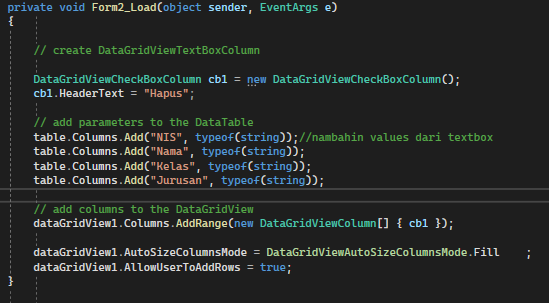 private void Form2_Load(object sender, EventArgs e)
{
// create DataGridViewTextBoxColumn
DataGridViewCheckBoxColumn cb1 = new DataGridViewCheckBoxColumn();
cb1.HeaderText = "Hapus";
// add parameters to the DataTable
table.Columns.Add("NIS", typeof(string));//nambahin values dari textbox
table.Columns.Add("Nama", typeof(string));
table.Columns.Add("Kelas", typeof(string));
table.Columns.Add("Jurusan", typeof(string));
// add columns to the DataGridView
dataGridView1.Columns.AddRange(new DataGridViewColumn[] { cb1 });
dataGridView1.AutoSizeColumnsMode = DataGridViewAutoSizeColumnsMode.Fill    ;
dataGridView1.AllowUserToAddRows = true;
}